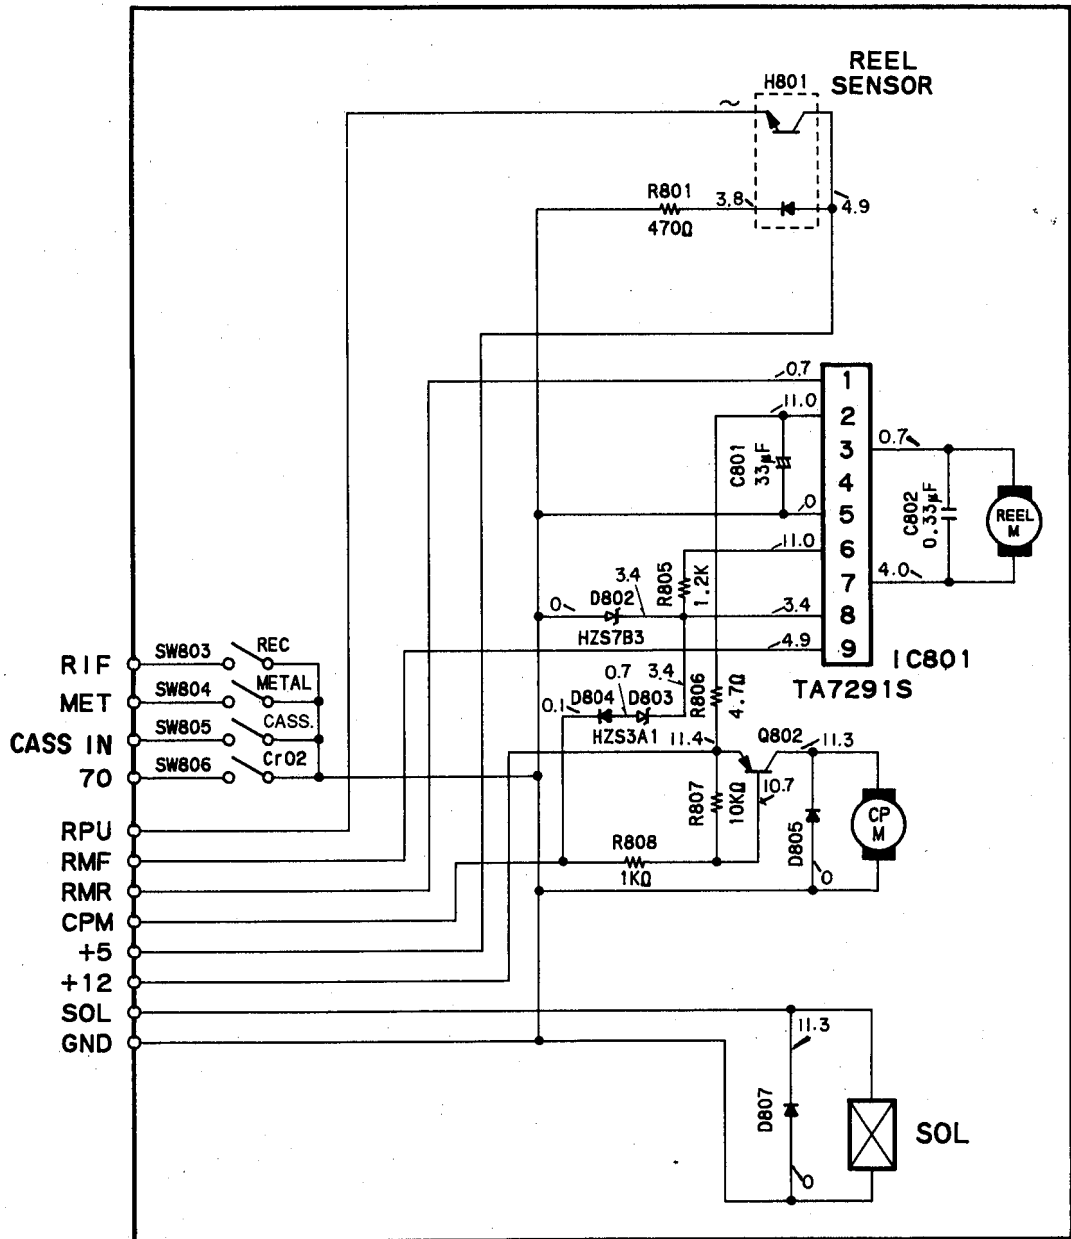 REEL
SENSOR
H801
~
R801
470Ω
3.8
4.9
0.7
1
11.0
2
C801
33μF
3
0.7
4
C802
0.33μF
REEL
M
0
5
11.0
6
R805
1.2K
7
4.0
3.4
D802
0
HZS7B3
3.4
8
4.9
9
IC801
TA7291S
RIF
SW803
REC
MET
SW804
METAL
CASS IN
SW805
CASS.
70
SW806
CrO2
0.7
3.4
0.1
D804
D803
HZS3A1
R806
4.7Ω
11.4
Q802
11.3
10.7
R807
10KΩ
D805
CP
M
0
R808
1KΩ
RPU
RMF
RMR
CPM
+5
+12
SOL
GND
11.3
D807
SOL
0